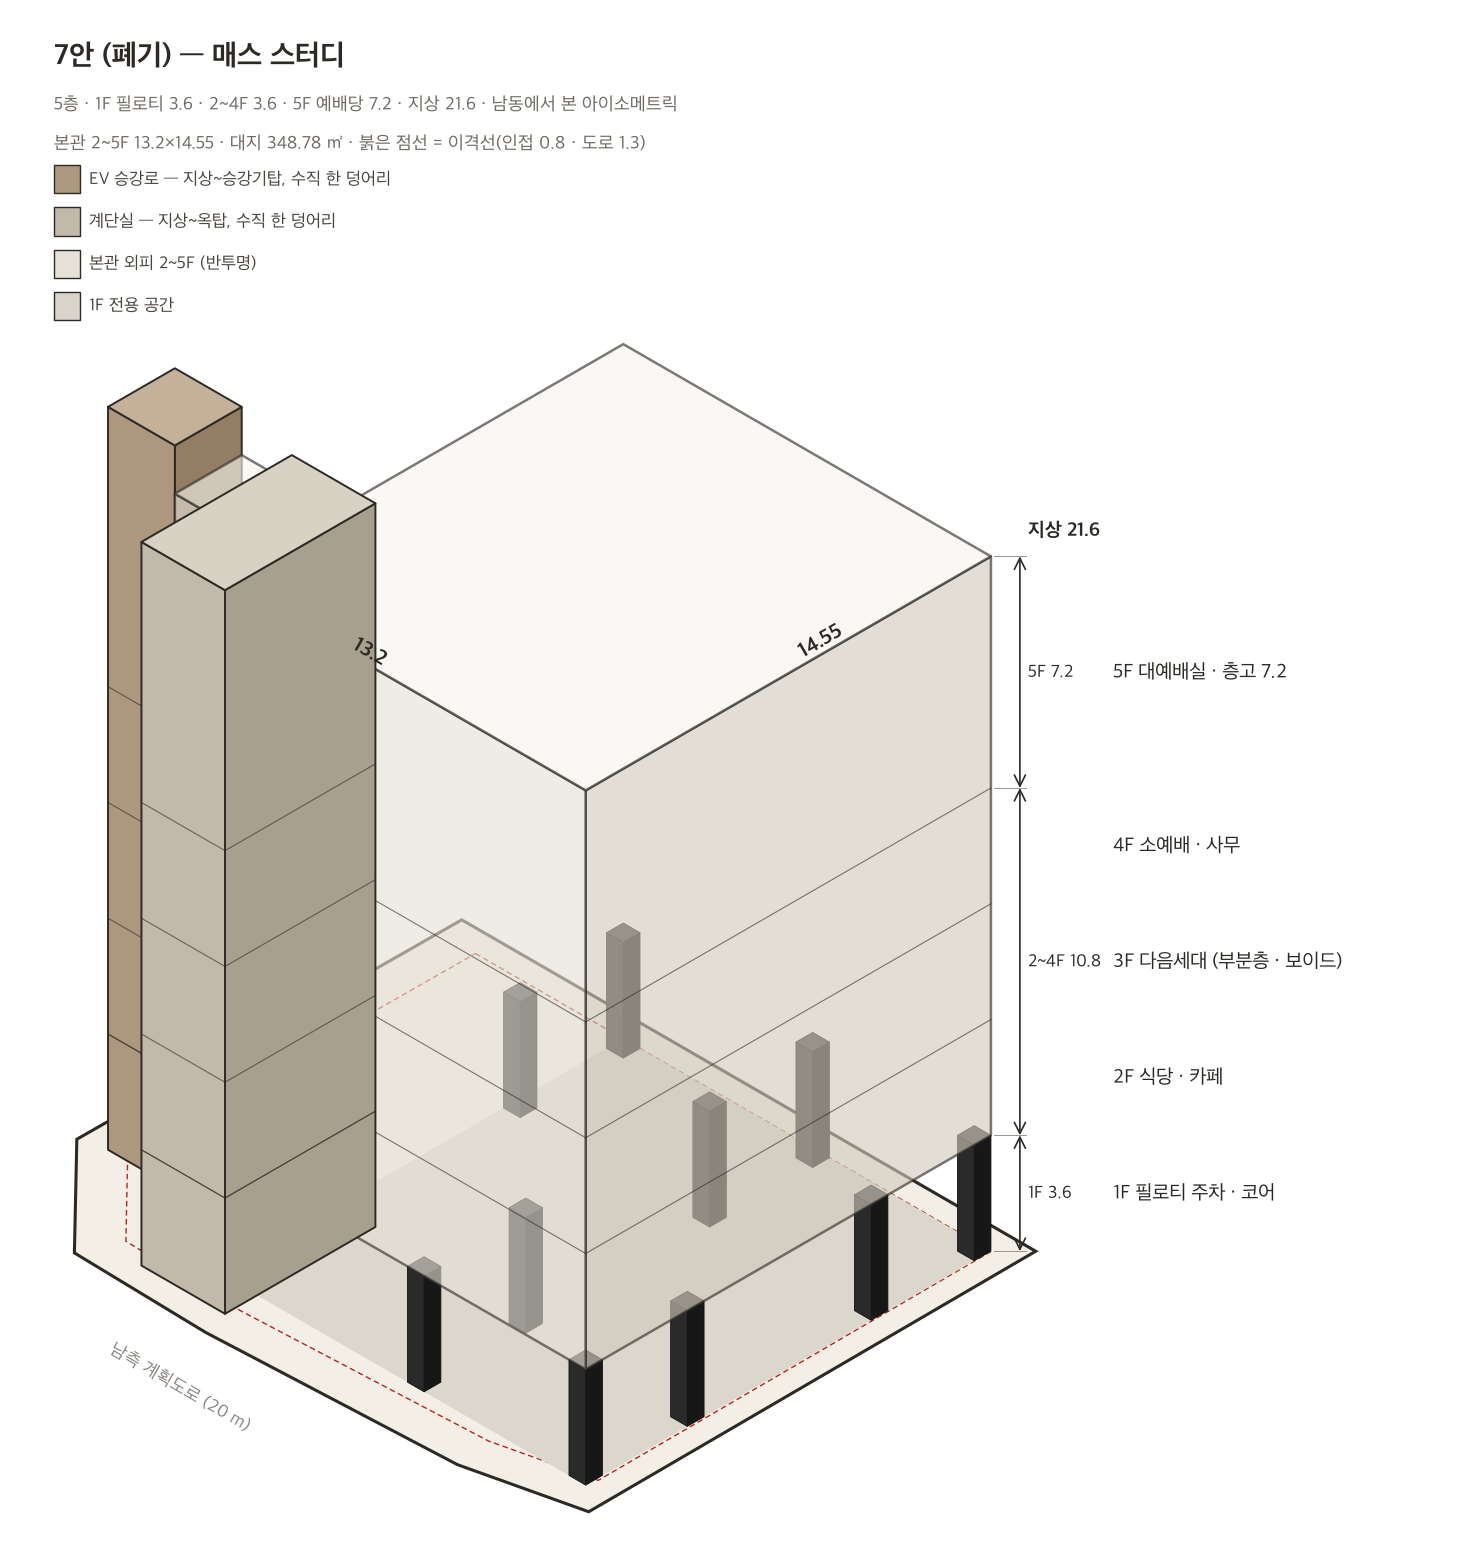 7안 (폐기) — 매스 스터디
5층 · 1F 필로티 3.6 · 2~4F 3.6 · 5F 예배당 7.2 · 지상 21.6 · 남동에서 본 아이소메트릭
본관 2~5F 13.2×14.55 · 대지 348.78 ㎡ · 붉은 점선 = 이격선(인접 0.8 · 도로 1.3)
EV 승강로 — 지상~승강기탑, 수직 한 덩어리
계단실 — 지상~옥탑, 수직 한 덩어리
본관 외피 2~5F (반투명)
1F 전용 공간
지상 21.6
13.2
14.55
5F 7.2 5F 대예배실 · 층고 7.2
4F 소예배 · 사무
2~4F 10.8 3F 다음세대 (부분층 · 보이드)
2F 식당 · 카페
1F 3.6 1F 필로티 주차 · 코어
남측 계획도로 (20 m)